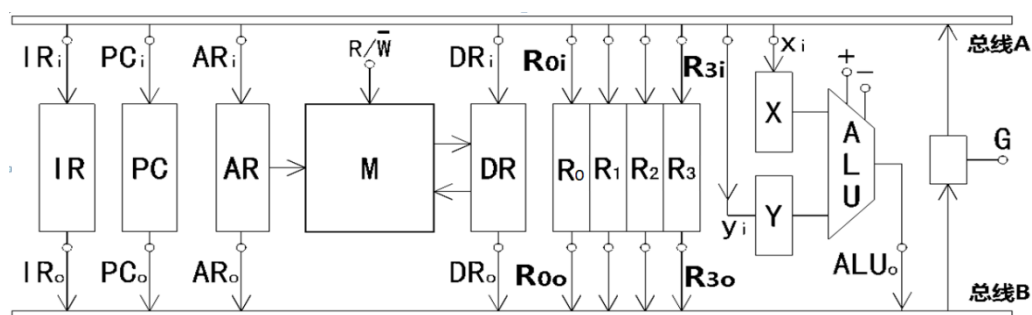 IRi PCi ARi R/W̅ DRi R0i R3i xi + − 总线A
IR PC AR M DR R0 R1 R2 R3 X Y yi ALU G
IRo PCo ARo DRo R0o R3o ALUo 总线B